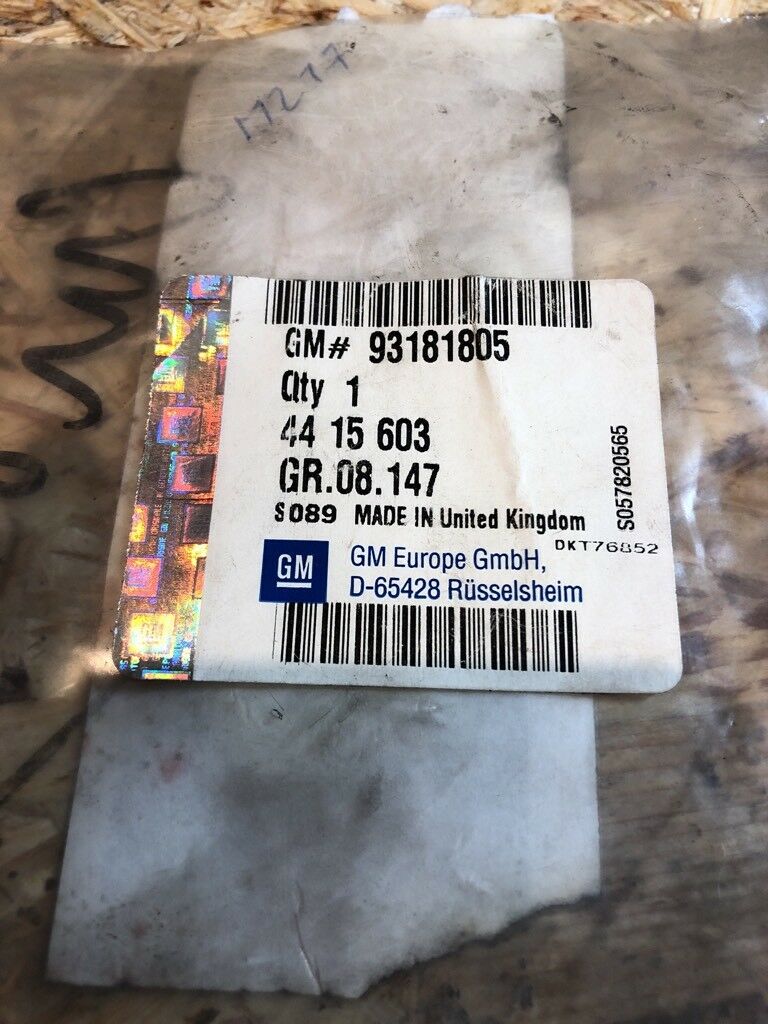 GM# 93181805
Qty 1
44 15 603
GR.08.147
S089 MADE IN United Kingdom
DKT76852
S057820565
GM
GM Europe GmbH,
D-65428 Rüsselsheim